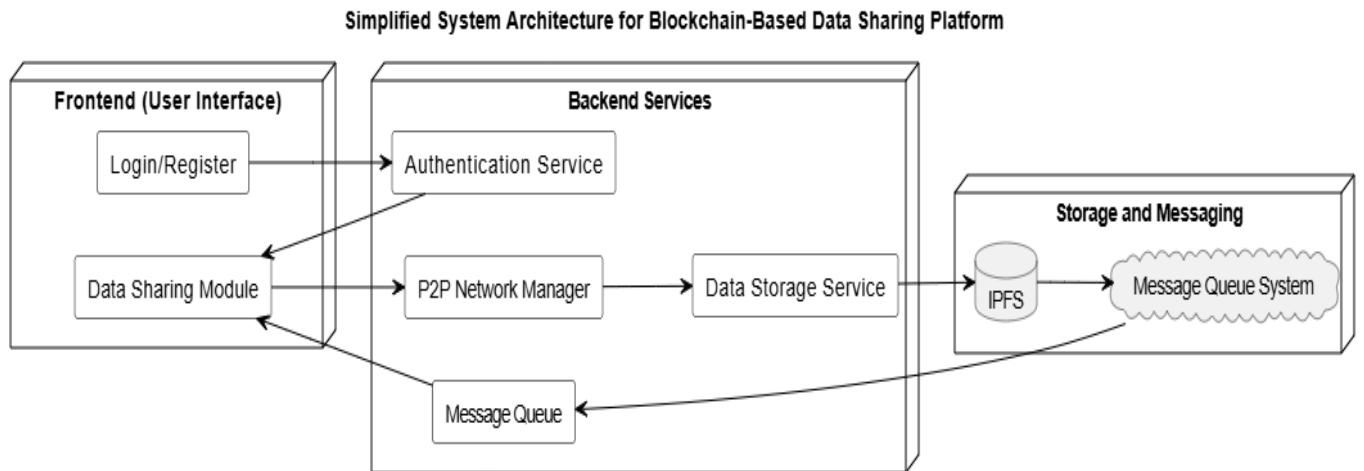 Simplified System Architecture for Blockchain-Based Data Sharing Platform
Frontend (User Interface)
Login/Register
Data Sharing Module
Backend Services
Authentication Service
P2P Network Manager
Data Storage Service
Message Queue
Storage and Messaging
IPFS
Message Queue System